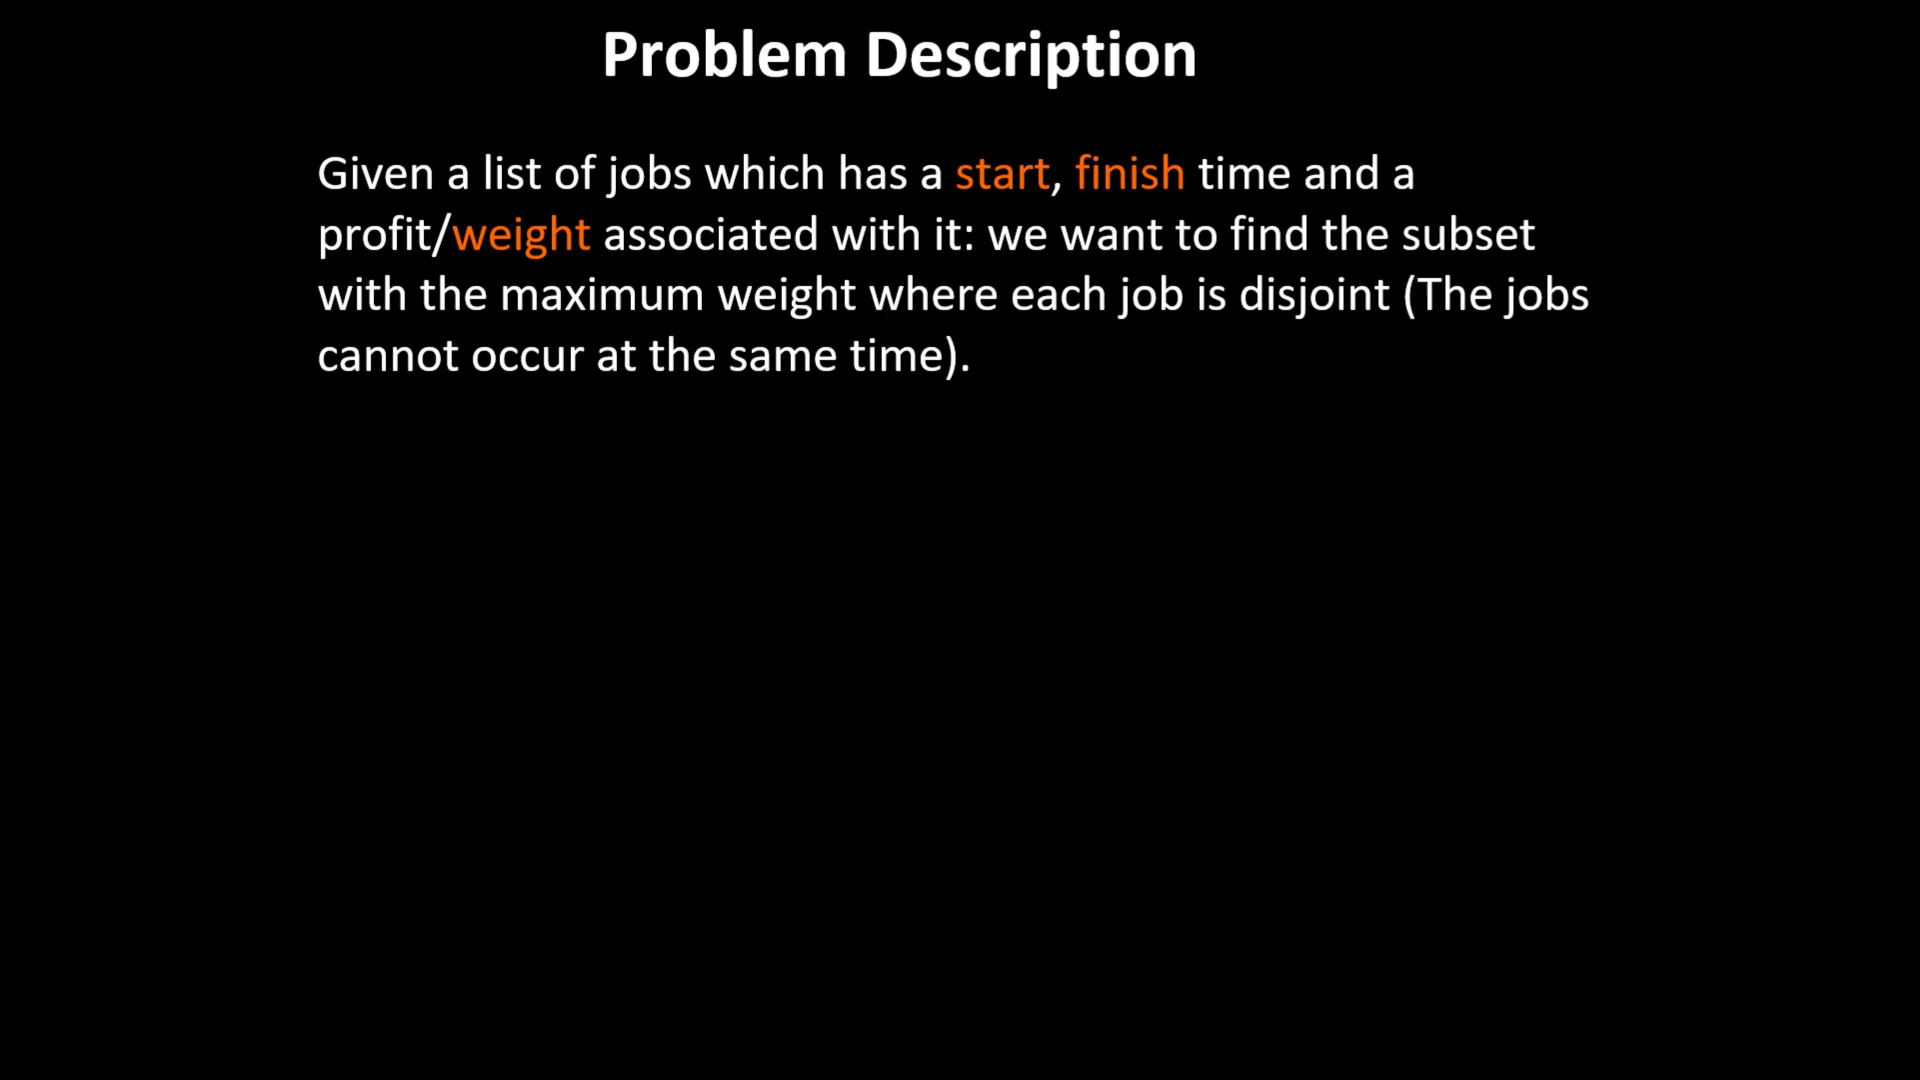 Problem Description
Given a list of jobs which has a start, finish time and a
profit/weight associated with it: we want to find the subset
with the maximum weight where each job is disjoint (The jobs
cannot occur at the same time).